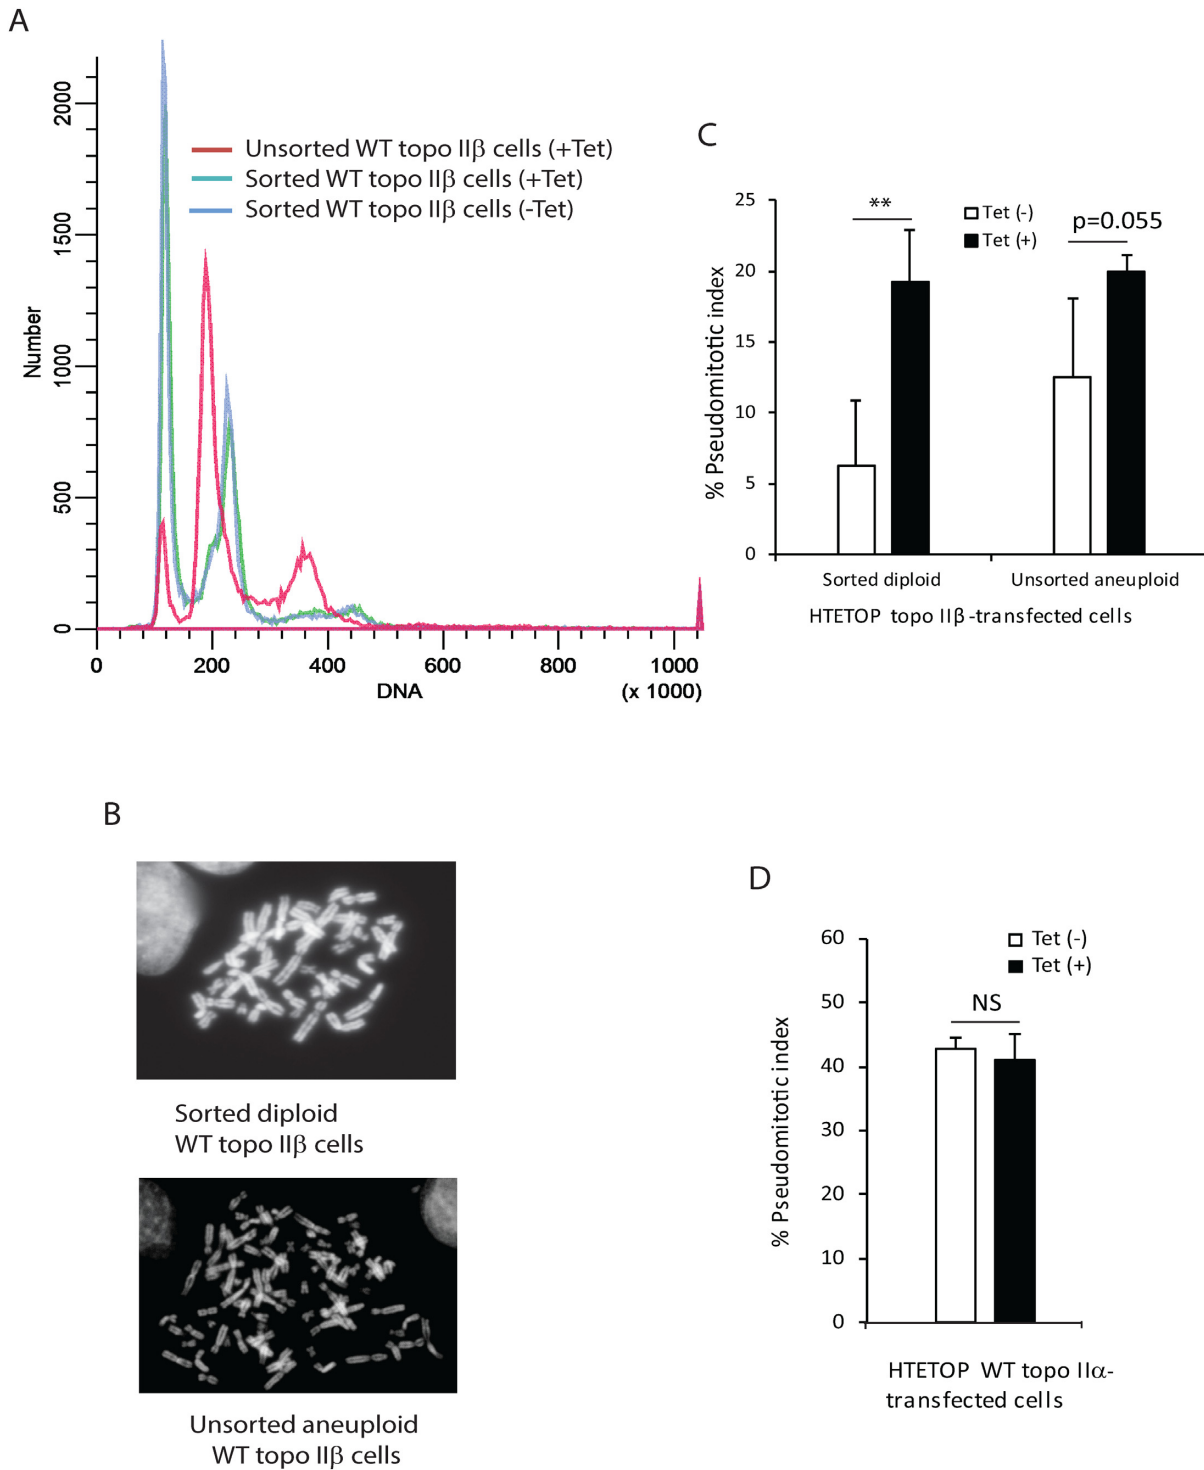 A
2000
1500
1000
500
0
Number
Unsorted WT topo IIβ cells (+Tet)
Sorted WT topo IIβ cells (+Tet)
Sorted WT topo IIβ cells (-Tet)
0 200 400 600 800 1000
DNA (x 1000)
C
25
20
15
10
5
0
% Pseudomitotic index
**
Tet (-)
Tet (+)
p=0.055
Sorted diploid Unsorted aneuploid
HTETOP topo IIβ-transfected cells
B
Sorted diploid
WT topo IIβ cells
Unsorted aneuploid
WT topo IIβ cells
D
60
50
40
30
20
10
0
% Pseudomitotic index
Tet (-)
Tet (+)
NS
HTETOP WT topo IIα-
transfected cells